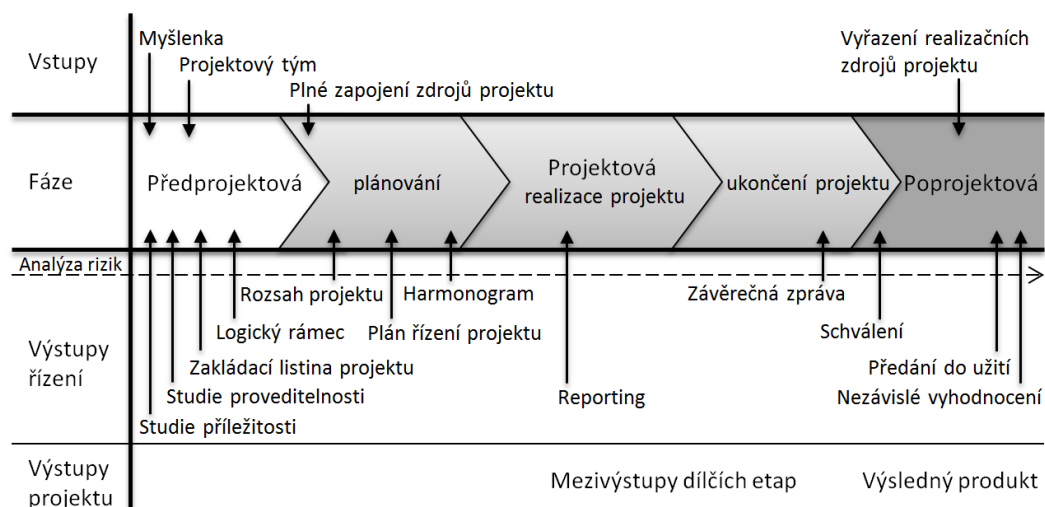 Vstupy
Myšlenka
Projektový tým
Plné zapojení zdrojů projektu
Vyřazení realizačních
zdrojů projektu
Fáze
Předprojektová
plánování
Projektová
realizace projektu
ukončení projektu
Poprojektová
Analýza rizik
Výstupy
řízení
Rozsah projektu
Harmonogram
Závěrečná zpráva
Logický rámec
Plán řízení projektu
Schválení
Zakládací listina projektu
Předání do užití
Studie proveditelnosti
Reporting
Nezávislé vyhodnocení
Studie příležitosti
Výstupy
projektu
Mezivýstupy dílčích etap
Výsledný produkt